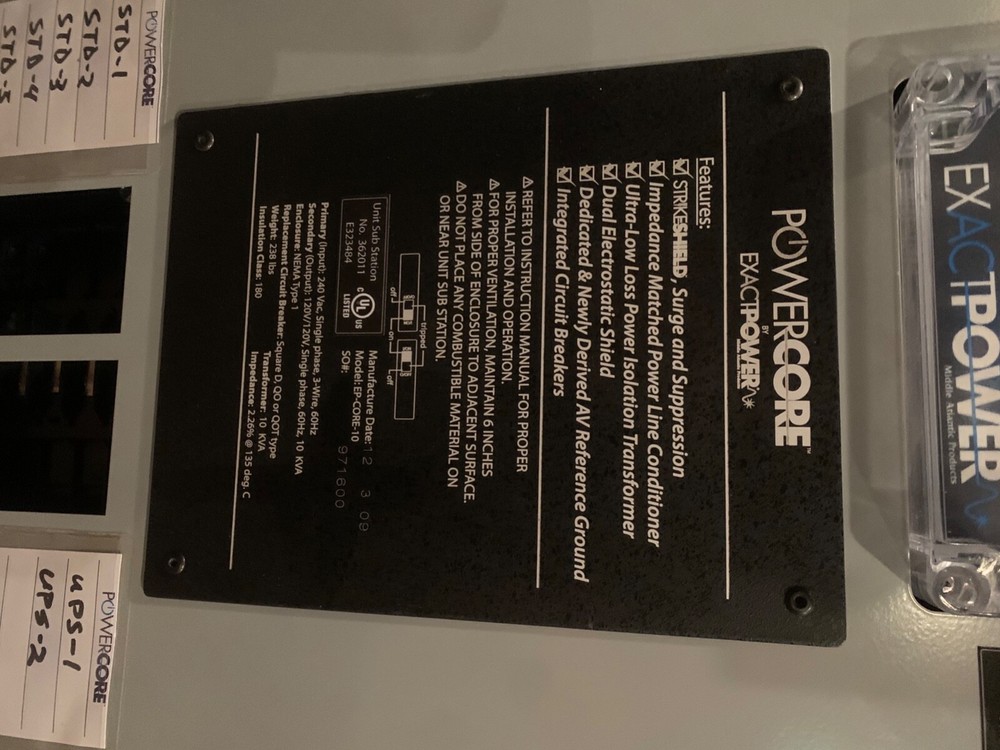 POWERCORE™
BY
EXACTPOWER
Features:
☑ STRIKESHIELD, Surge and Suppression
☑ Impedance Matched Power Line Conditioner
☑ Ultra-Low Loss Power Isolation Transformer
☑ Dual Electrostatic Shield
☑ Dedicated & Newly Derived AV Reference Ground
☑ Integrated Circuit Breakers
⚠ REFER TO INSTRUCTION MANUAL FOR PROPER
INSTALLATION AND OPERATION.
⚠ FOR PROPER VENTILATION, MAINTAIN 6 INCHES
FROM SIDE OF ENCLOSURE TO ADJACENT SURFACE.
⚠ DO NOT PLACE ANY COMBUSTIBLE MATERIAL ON
OR NEAR UNIT SUB STATION.
tripped
off
on
off
Unit Sub Station
No. 362011
E323484
c UL US
LISTED
Manufacture Date: 12 3 09
Model: EP-CORE-10
SO#: 971600
Primary (Input): 240 Vac, Single phase, 3-Wire, 60Hz
Secondary (Output): 120V/120V, Single phase, 60Hz, 10 KVA
Enclosure: NEMA Type 1
Replacement Circuit Breaker: Square D, QO or QOT type
Weight: 238 lbs
Transformer: 10 KVA
Insulation Class: 180
Impedance: 2.26% @ 135 deg. C
EXACTPOWER
Middle Atlantic Products
POWERCORE
STD-1
STD-2
STD-3
STD-4
STD-5
POWERCORE
UPS-1
UPS-2